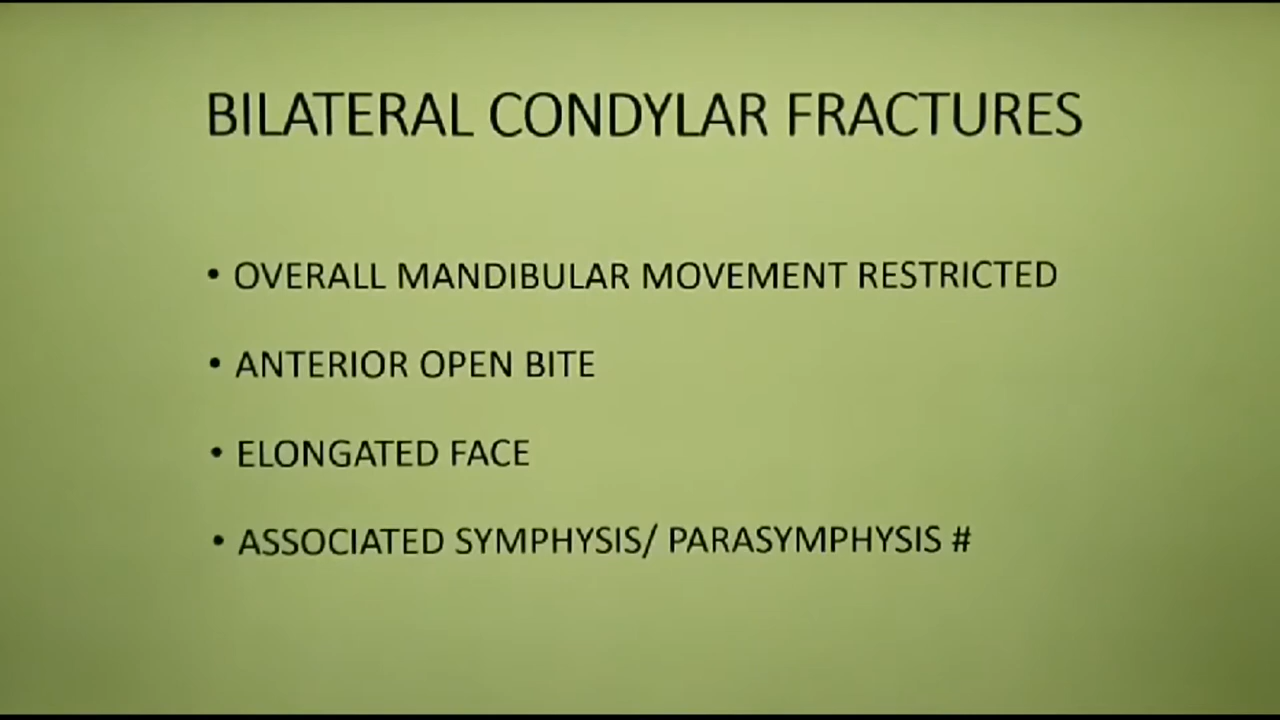 BILATERAL CONDYLAR FRACTURES
• OVERALL MANDIBULAR MOVEMENT RESTRICTED
• ANTERIOR OPEN BITE
• ELONGATED FACE
• ASSOCIATED SYMPHYSIS/ PARASYMPHYSIS #